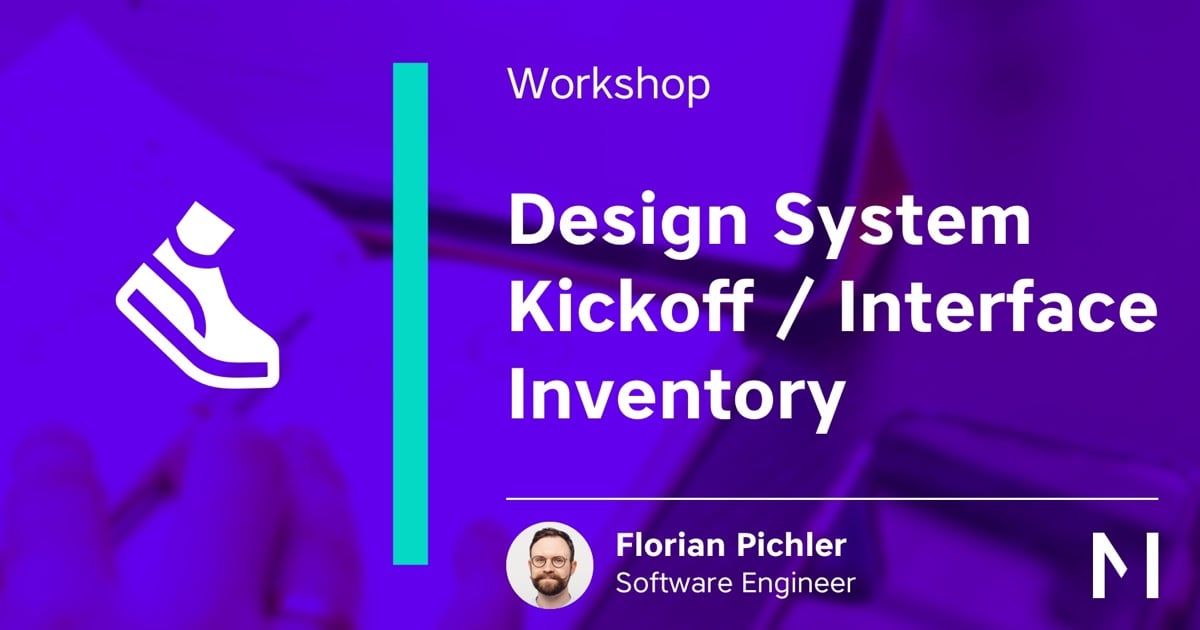 Workshop
Design System
Kickoff / Interface
Inventory
Florian Pichler
Software Engineer